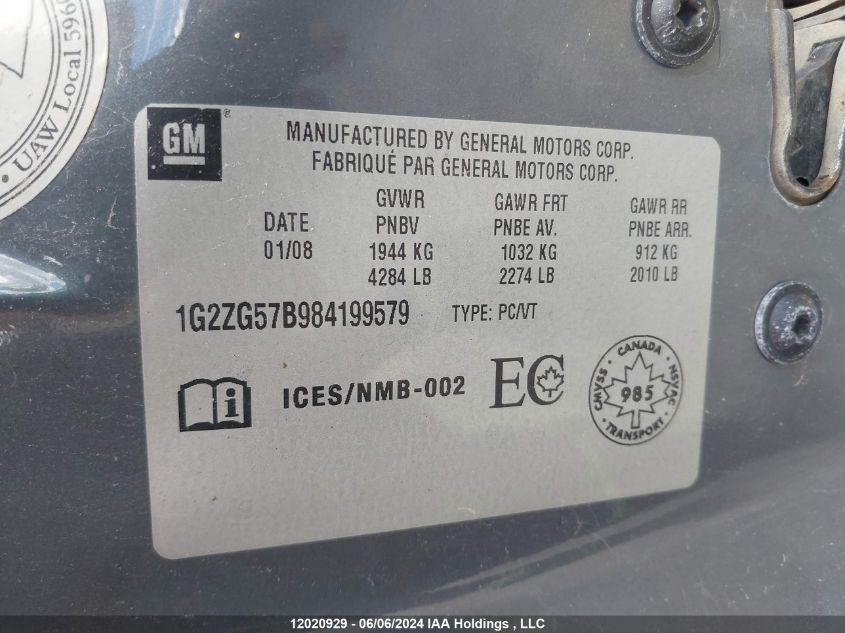 UAW Local 5960
GM ®
MANUFACTURED BY GENERAL MOTORS CORP.
FABRIQUÉ PAR GENERAL MOTORS CORP.
GVWR GAWR FRT GAWR RR
DATE PNBV PNBE AV. PNBE ARR.
01/08 1944 KG 1032 KG 912 KG
4284 LB 2274 LB 2010 LB
1G2ZG57B984199579 TYPE: PC/VT
i ICES/NMB-002 EC
CANADA
CMVSS 985 NSVAC
TRANSPORT
12020929 - 06/06/2024 IAA Holdings , LLC